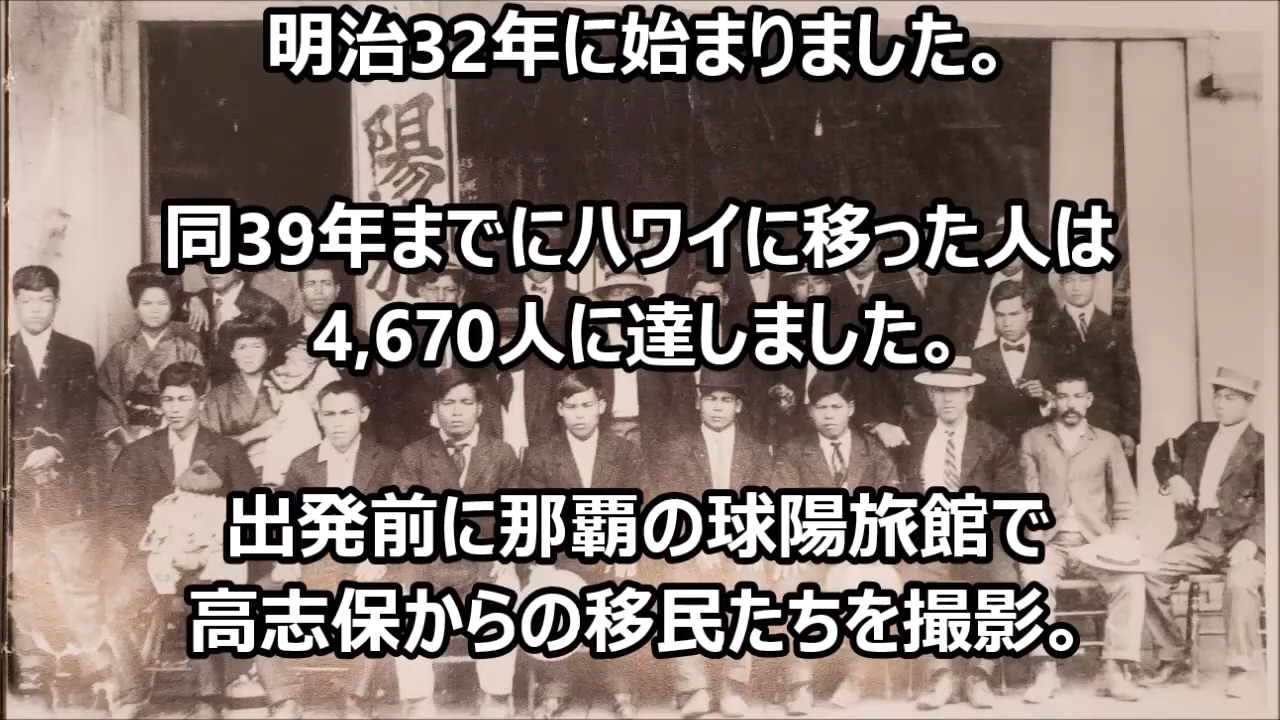 明治32年に始まりました。
陽
同39年までにハワイに移った人は
4,670人に達しました。
出発前に那覇の球陽旅館で
高志保からの移民たちを撮影。